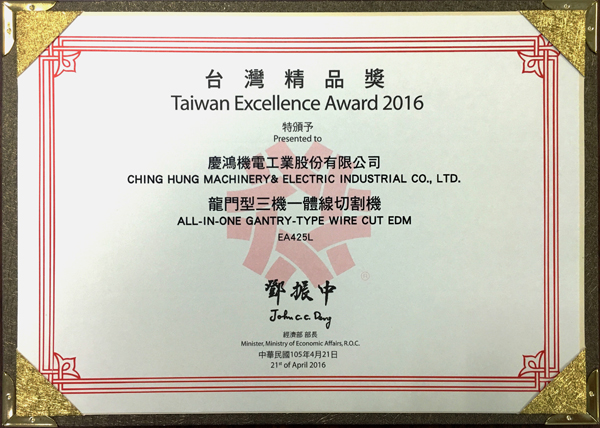 台灣精品獎
Taiwan Excellence Award 2016
特頒予
Presented to
慶鴻機電工業股份有限公司
CHING HUNG MACHINERY& ELECTRIC INDUSTRIAL CO., LTD.
龍門型三機一體線切割機
ALL-IN-ONE GANTRY-TYPE WIRE CUT EDM
EA425L
®
鄧振中
John C.C. Deng
經濟部 部長
Minister, Ministry of Economic Affairs, R.O.C.
中華民國105年4月21日
21st of April 2016